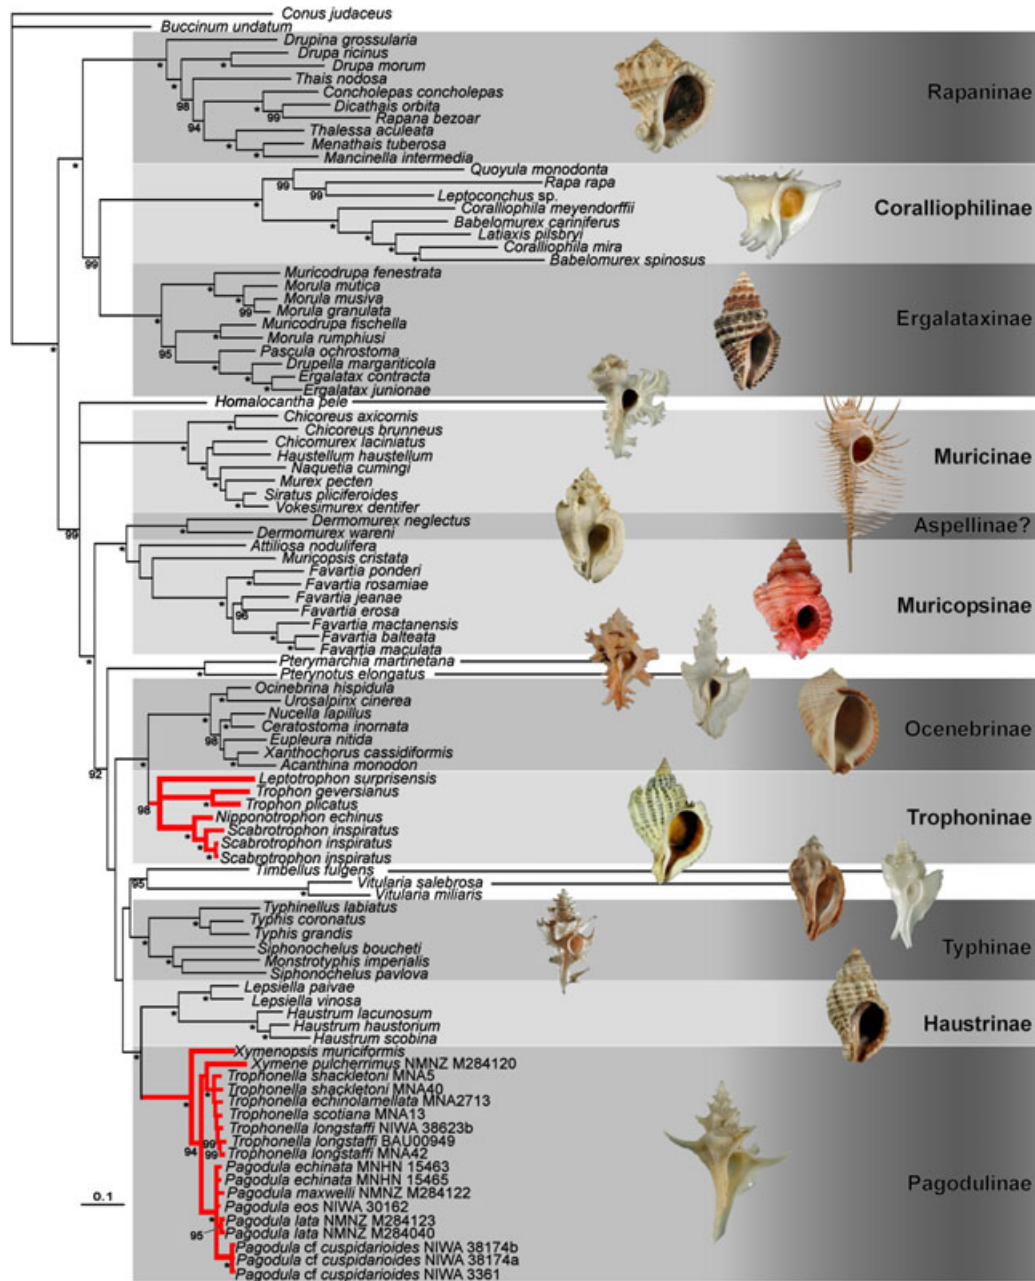 Conus judaceus
Buccinum undatum
Drupina grossularia
Drupa ricinus
* Drupa morum
*
Thais nodosa
98
Concholepas concholepas
Rapaninae
Dicathais orbita
99
Rapana bezoar
94
Thalessa aculeata
Menathais tuberosa
* Mancinella intermedia
*
Quoyula monodonta
99
Rapa rapa
99
Leptoconchus sp.
Coralliophila meyendorffii
Coralliophilinae
Babelomurex cariniferus
*
Latiaxis pilsbryi
*
Coralliophila mira
*
Babelomurex spinosus
*
99
Muricodrupa fenestrata
Morula mutica
*
Morula musiva
99
Morula granulata
Ergalataxinae
*
Muricodrupa fischella
Morula rumphiusi
*
95
Pascula ochrostoma
Drupella margariticola
*
Ergalatax contracta
*
Ergalatax junionae
*
*
Homalocantha pele
Chicoreus axicornis
Chicoreus brunneus
*
*
Chicomurex laciniatus
Haustellum haustellum
Muricinae
Naquetia cumingi
*
Murex pecten
*
Siratus pliciferoides
Vokesimurex dentifer
*
Dermomurex neglectus
Aspellinae?
99
Dermomurex wareni
*
Attiliosa nodulifera
Muricopsis cristata
Favartia ponderi
Favartia rosamiae
*
Favartia jeanae
Muricopsinae
*
96
Favartia erosa
Favartia mactanensis
Favartia balteata
*
Favartia maculata
*
Pterymarchia martinetana
*
Pterynotus elongatus
*
Ocinebrina hispidula
Urosalpinx cinerea
*
Nucella lapillus
Ceratostoma inornata
Ocenebrinae
98
Eupleura nitida
Xanthochorus cassidiformis
Acanthina monodon
*
92
Leptotrophon surprisensis
Trophon geversianus
98
* Trophon plicatus
Nipponotrophon echinus
Trophoninae
Scabrotrophon inspiratus
*
Scabrotrophon inspiratus
*
Scabrotrophon inspiratus
*
Timbellus fulgens
95
Vitularia salebrosa
Vitularia miliaris
*
Typhinellus labiatus
Typhis coronatus
*
Typhis grandis
*
Siphonochelus boucheti
Typhinae
*
Monstrotyphis imperialis
*
Siphonochelus pavlova
Lepsiella paivae
Lepsiella vinosa
*
Haustrum lacunosum
Haustrinae
Haustrum haustorium
*
Haustrum scobina
*
Xymenopsis muriciformis
Xymene pulcherrimus NMNZ M284120
Trophonella shackletoni MNA5
*
Trophonella shackletoni MNA40
*
Trophonella echinolamellata MNA2713
Trophonella scotiana MNA13
Trophonella longstaffi NIWA 38623b
99
Trophonella longstaffi BAU00949
94
99
Trophonella longstaffi MNA42
Pagodula echinata MNHN 15463
Pagodula echinata MNHN 15465
Pagodulinae
Pagodula maxwelli NMNZ M284122
0.1
Pagodula eos NIWA 30162
*
Pagodula lata NMNZ M284123
95
Pagodula lata NMNZ M284040
Pagodula cf cuspidarioides NIWA 38174b
Pagodula cf cuspidarioides NIWA 38174a
*
Pagodula cf cuspidarioides NIWA 3361